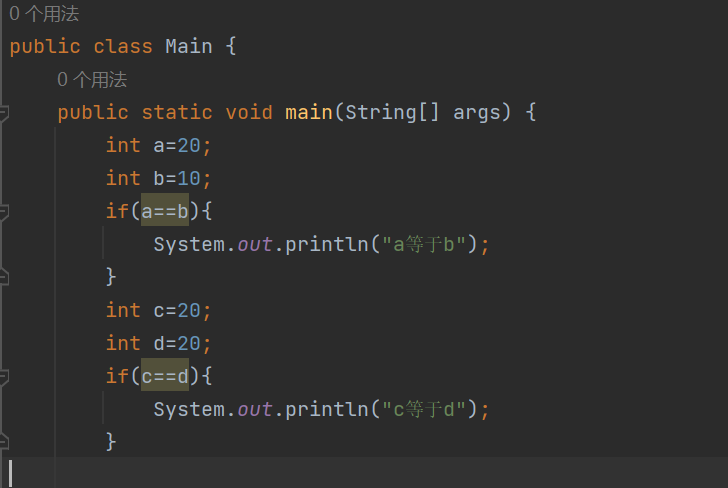 0 个用法
public class Main {
0 个用法
public static void main(String[] args) {
int a=20;
int b=10;
if(a==b){
System.out.println("a等于b");
}
int c=20;
int d=20;
if(c==d){
System.out.println("c等于d");
}